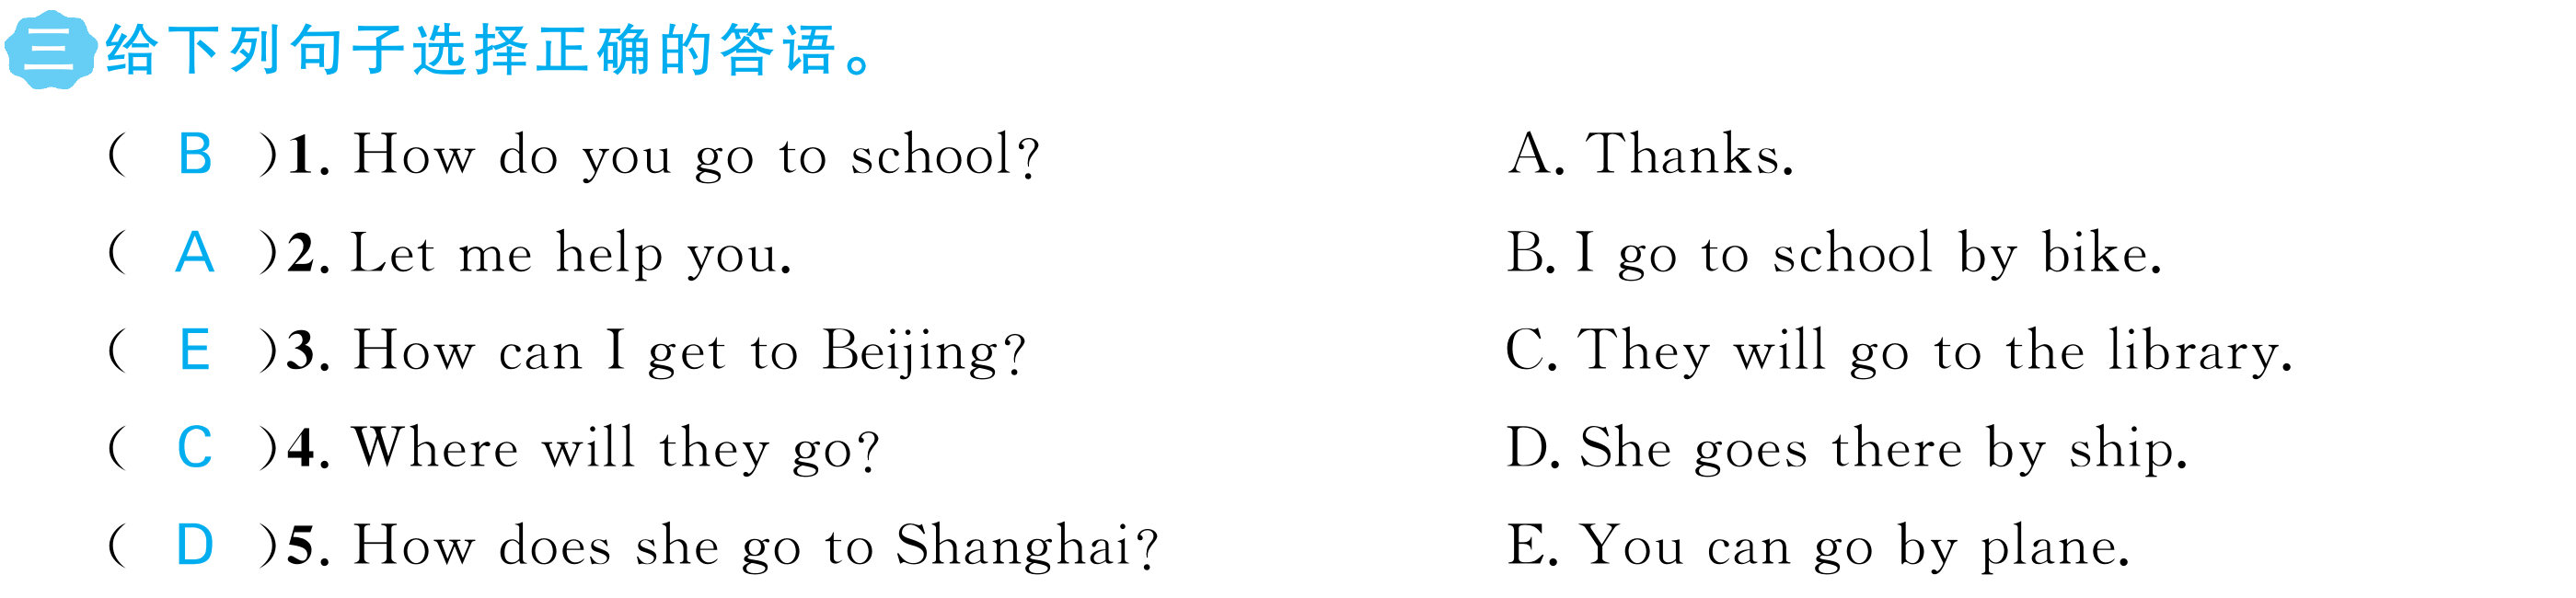 三 给下列句子选择正确的答语。
( B )1. How do you go to school? A. Thanks.
( A )2. Let me help you. B. I go to school by bike.
( E )3. How can I get to Beijing? C. They will go to the library.
( C )4. Where will they go? D. She goes there by ship.
( D )5. How does she go to Shanghai? E. You can go by plane.